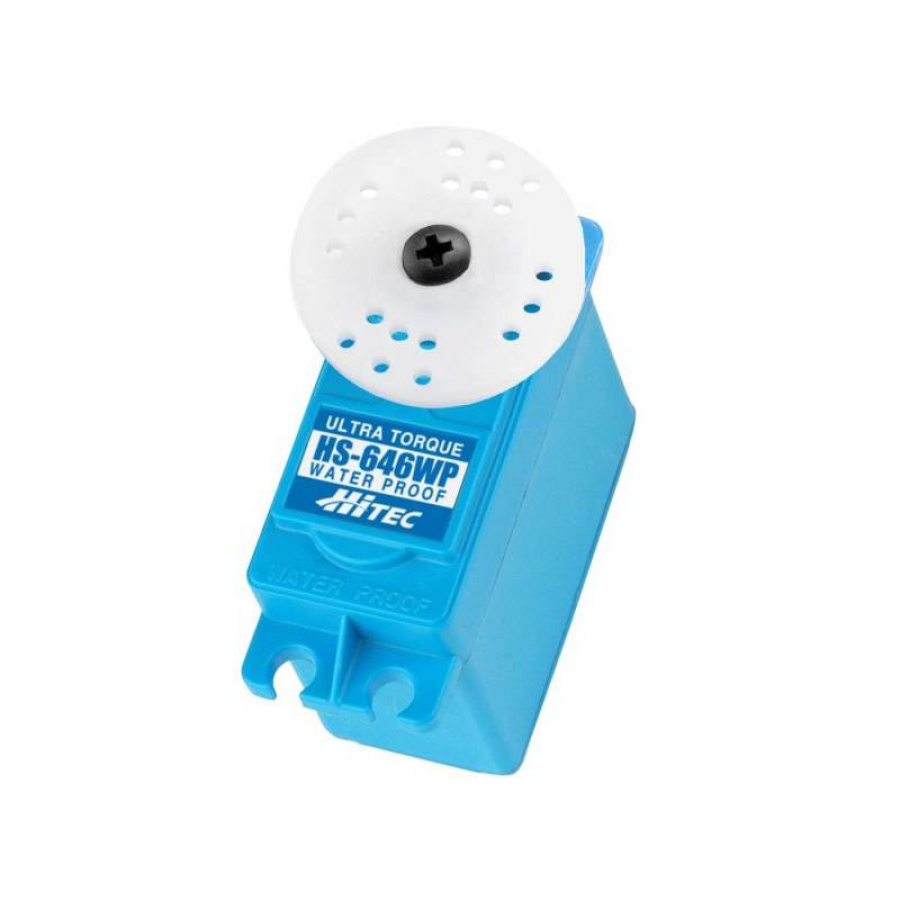 ULTRA TORQUE
HS-646WP
WATER PROOF
HiTEC
WATER PROOF